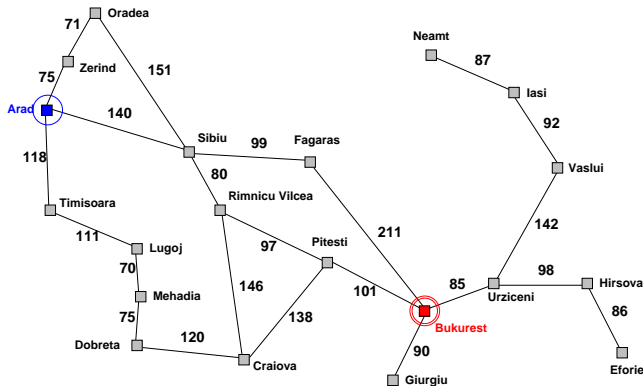 Oradea
71
Neamt
87
Zerind
151
75
Iasi
Arad
140
92
118
Sibiu
99
Fagaras
80
Vaslui
Timisoara
Rimnicu Vilcea
142
111
211
Lugoj
97
Pitesti
70
98
146
101
85
Hirsova
Mehadia
Urziceni
75
138
86
120
Bukurest
Dobreta
90
Craiova
Eforie
Giurgiu